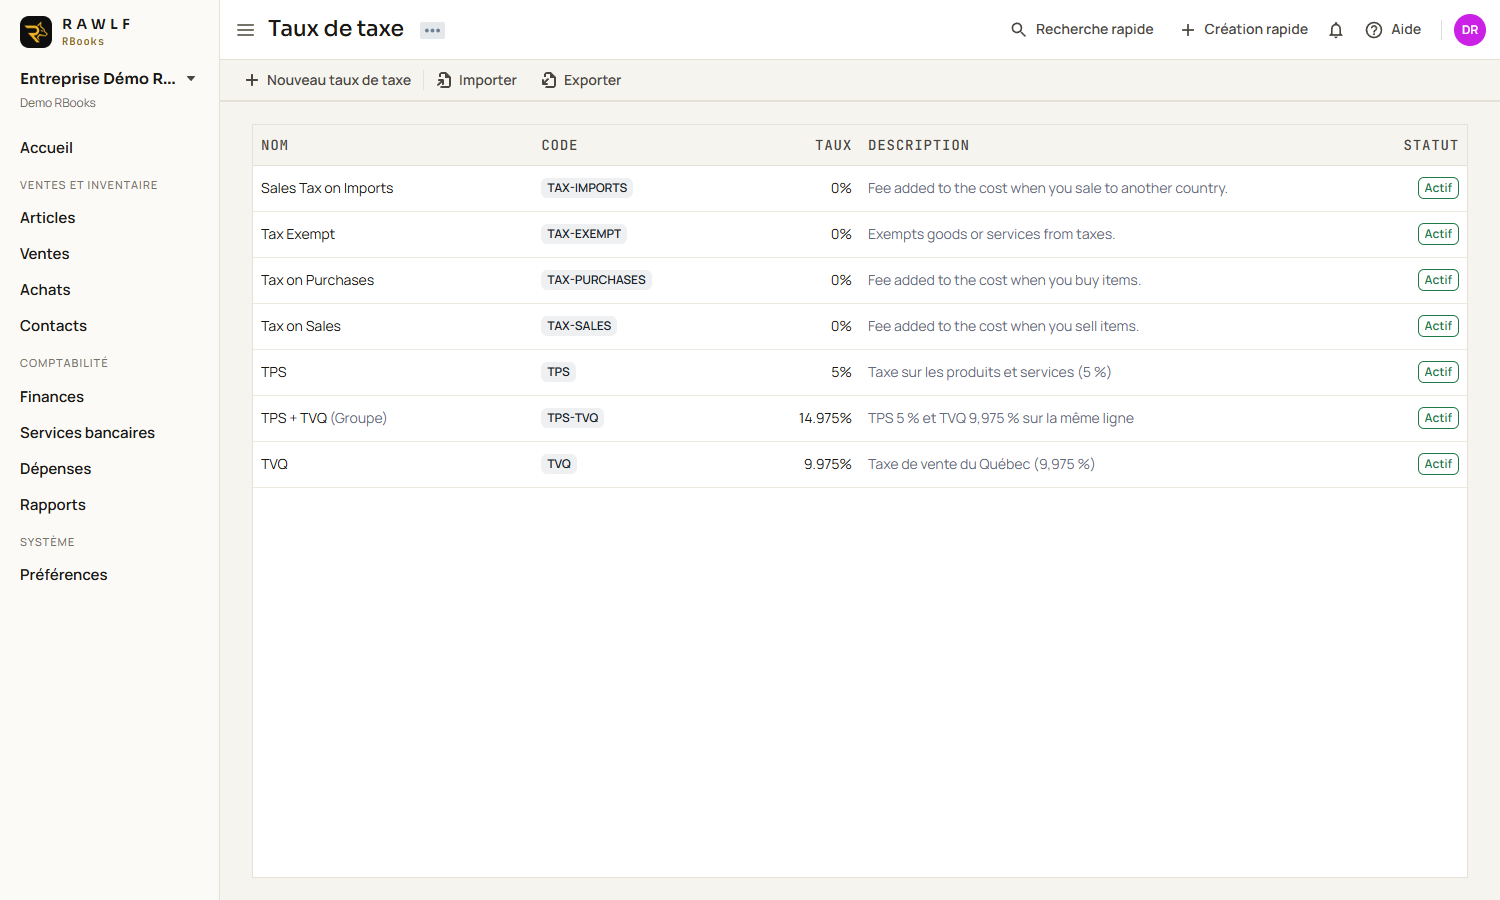 RAWLF
RBooks
Entreprise Démo R...
Demo RBooks
Accueil
VENTES ET INVENTAIRE
Articles
Ventes
Achats
Contacts
COMPTABILITÉ
Finances
Services bancaires
Dépenses
Rapports
SYSTÈME
Préférences
Taux de taxe
Recherche rapide
Création rapide
Aide
DR
Nouveau taux de taxe
Importer
Exporter
NOM CODE TAUX DESCRIPTION STATUT
Sales Tax on Imports TAX-IMPORTS 0% Fee added to the cost when you sale to another country. Actif
Tax Exempt TAX-EXEMPT 0% Exempts goods or services from taxes. Actif
Tax on Purchases TAX-PURCHASES 0% Fee added to the cost when you buy items. Actif
Tax on Sales TAX-SALES 0% Fee added to the cost when you sell items. Actif
TPS TPS 5% Taxe sur les produits et services (5 %) Actif
TPS + TVQ (Groupe) TPS-TVQ 14.975% TPS 5 % et TVQ 9,975 % sur la même ligne Actif
TVQ TVQ 9.975% Taxe de vente du Québec (9,975 %) Actif